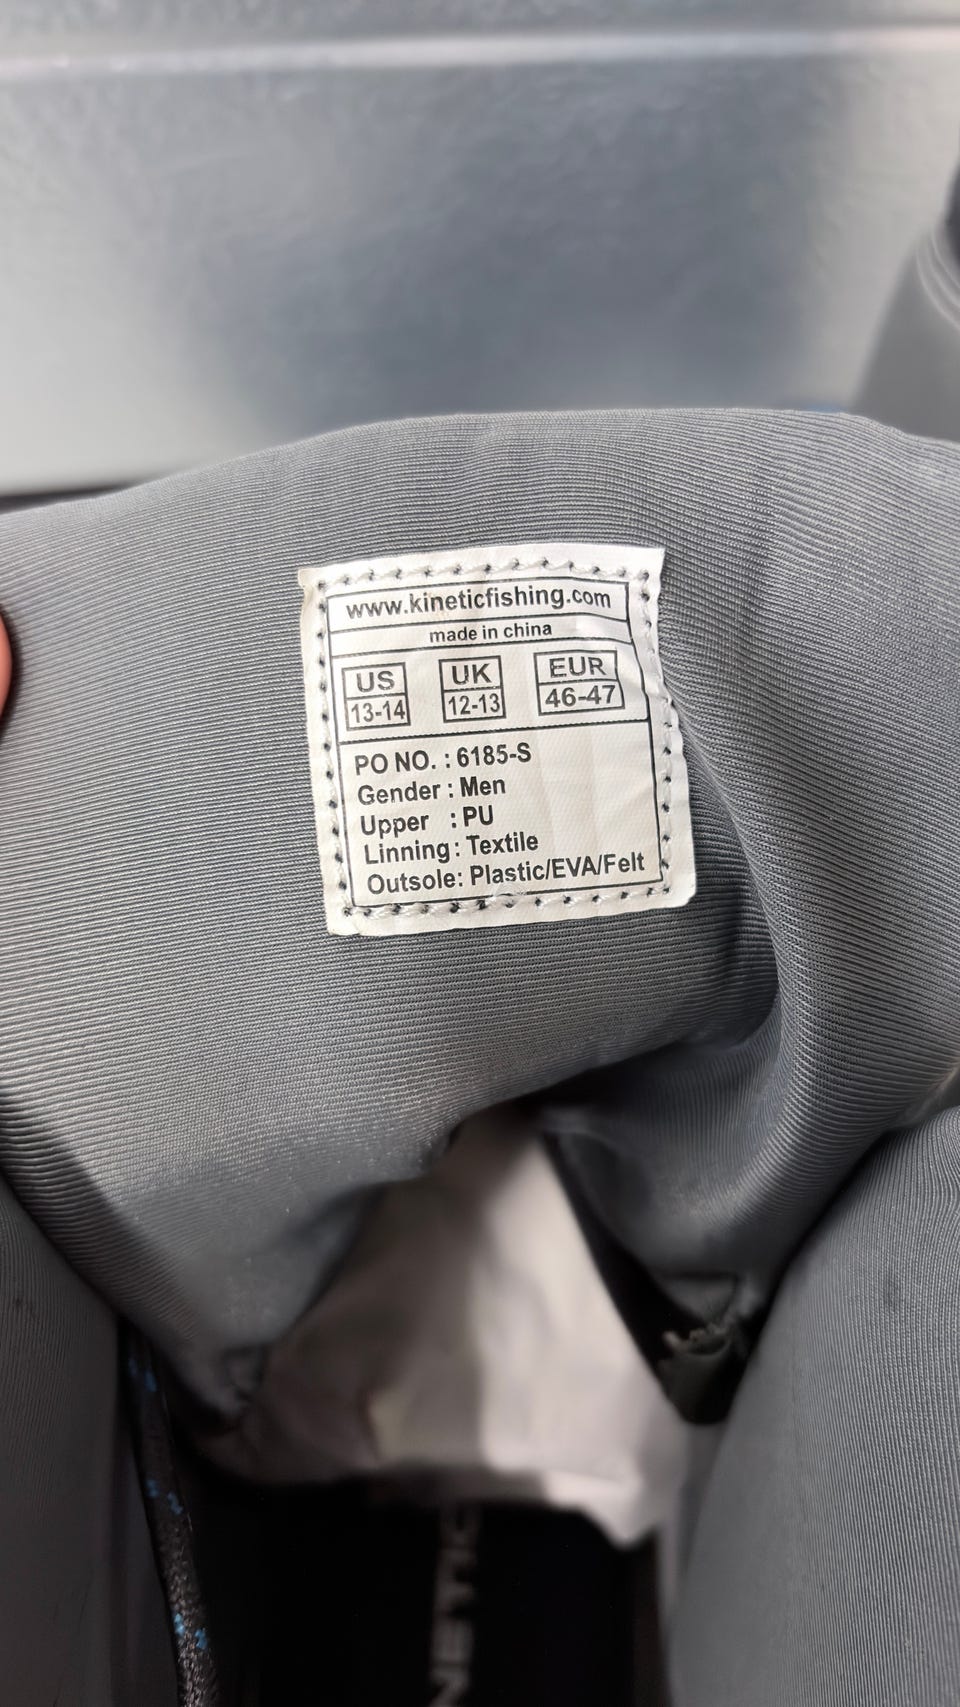 www.kineticfishing.com
made in china
US UK EUR
13-14 12-13 46-47
PO NO. : 6185-S
Gender : Men
Upper : PU
Linning : Textile
Outsole: Plastic/EVA/Felt
NETIC